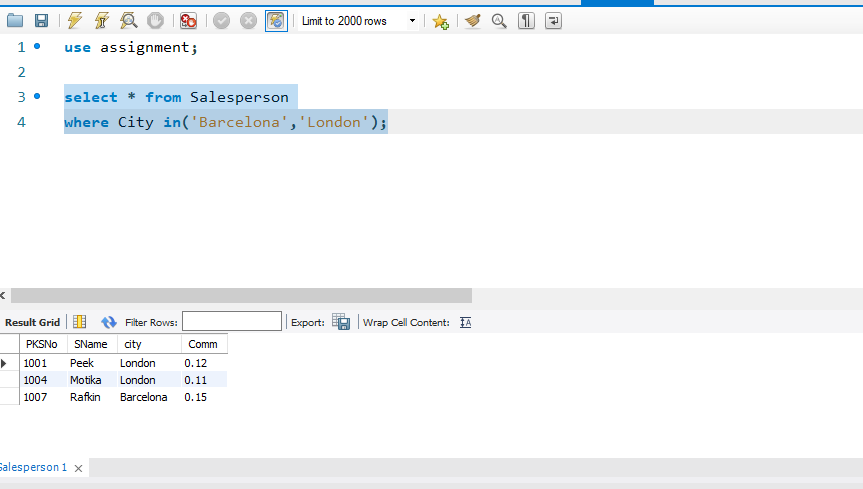 Limit to 2000 rows
1 use assignment;
2
3 select * from Salesperson
4 where City in('Barcelona','London');
Result Grid Filter Rows: Export: Wrap Cell Content:
PKSNo SName city Comm
1001 Peek London 0.12
1004 Motika London 0.11
1007 Rafkin Barcelona 0.15
Salesperson 1